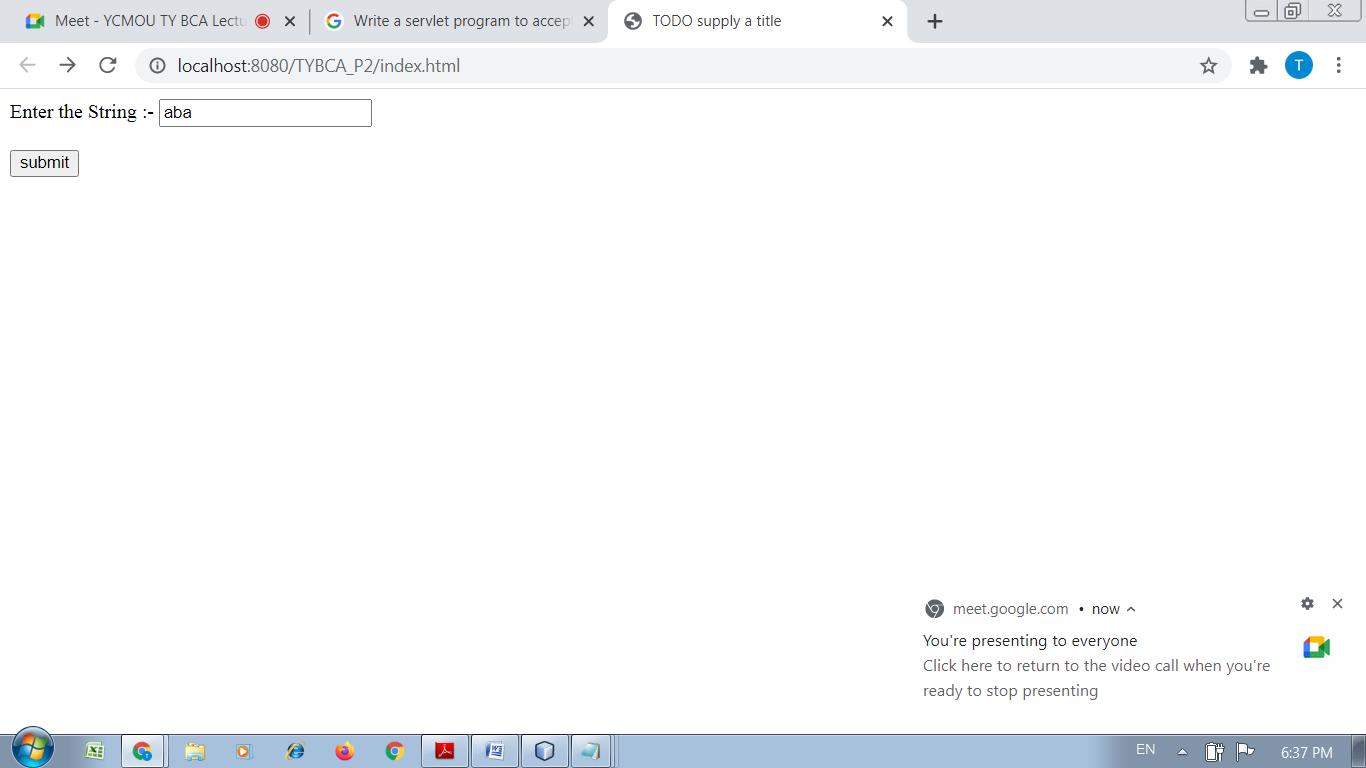 Meet - YCMOU TY BCA Lectu
Write a servlet program to accep
TODO supply a title
localhost:8080/TYBCA_P2/index.html
T
Enter the String :- aba
submit
meet.google.com • now
You're presenting to everyone
Click here to return to the video call when you're
ready to stop presenting
EN
6:37 PM